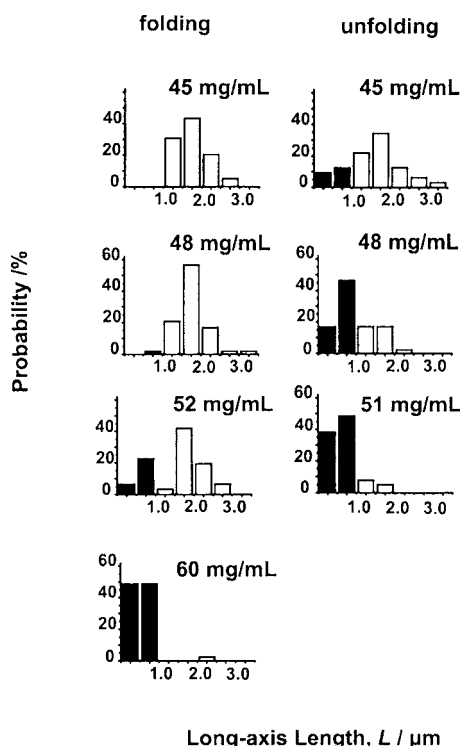 folding unfolding
45 mg/mL 45 mg/mL
40 40
20 20
0 0
1.0 2.0 3.0 1.0 2.0 3.0
48 mg/mL 48 mg/mL
60 60
40 40
20 20
0 0
1.0 2.0 3.0 1.0 2.0 3.0
Probability /%
52 mg/mL 51 mg/mL
60
40 40
20 20
0 0
1.0 2.0 3.0 1.0 2.0 3.0
60 mg/mL
60
40
20
0
1.0 2.0 3.0
Long-axis Length, L / μm